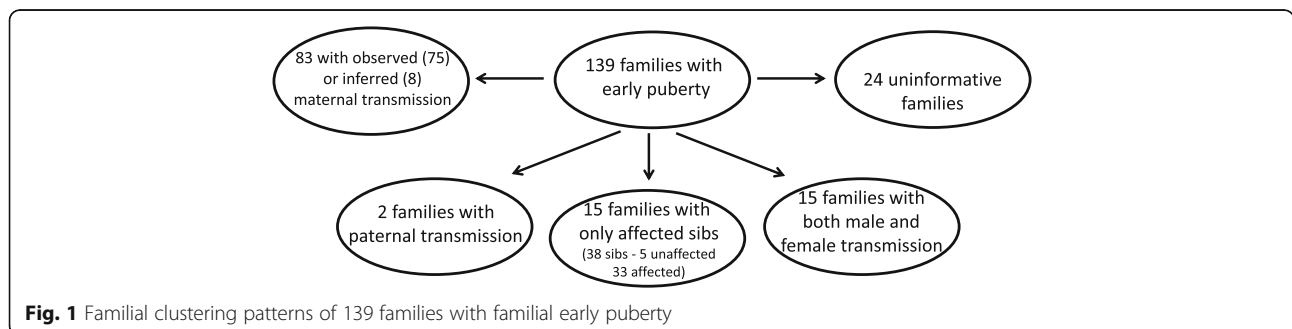 83 with observed (75)
or inferred (8)
maternal transmission
139 families with
early puberty
24 uninformative
families
2 families with
paternal transmission
15 families with
only affected sibs
(38 sibs - 5 unaffected
33 affected)
15 families with
both male and
female transmission
Fig. 1 Familial clustering patterns of 139 families with familial early puberty